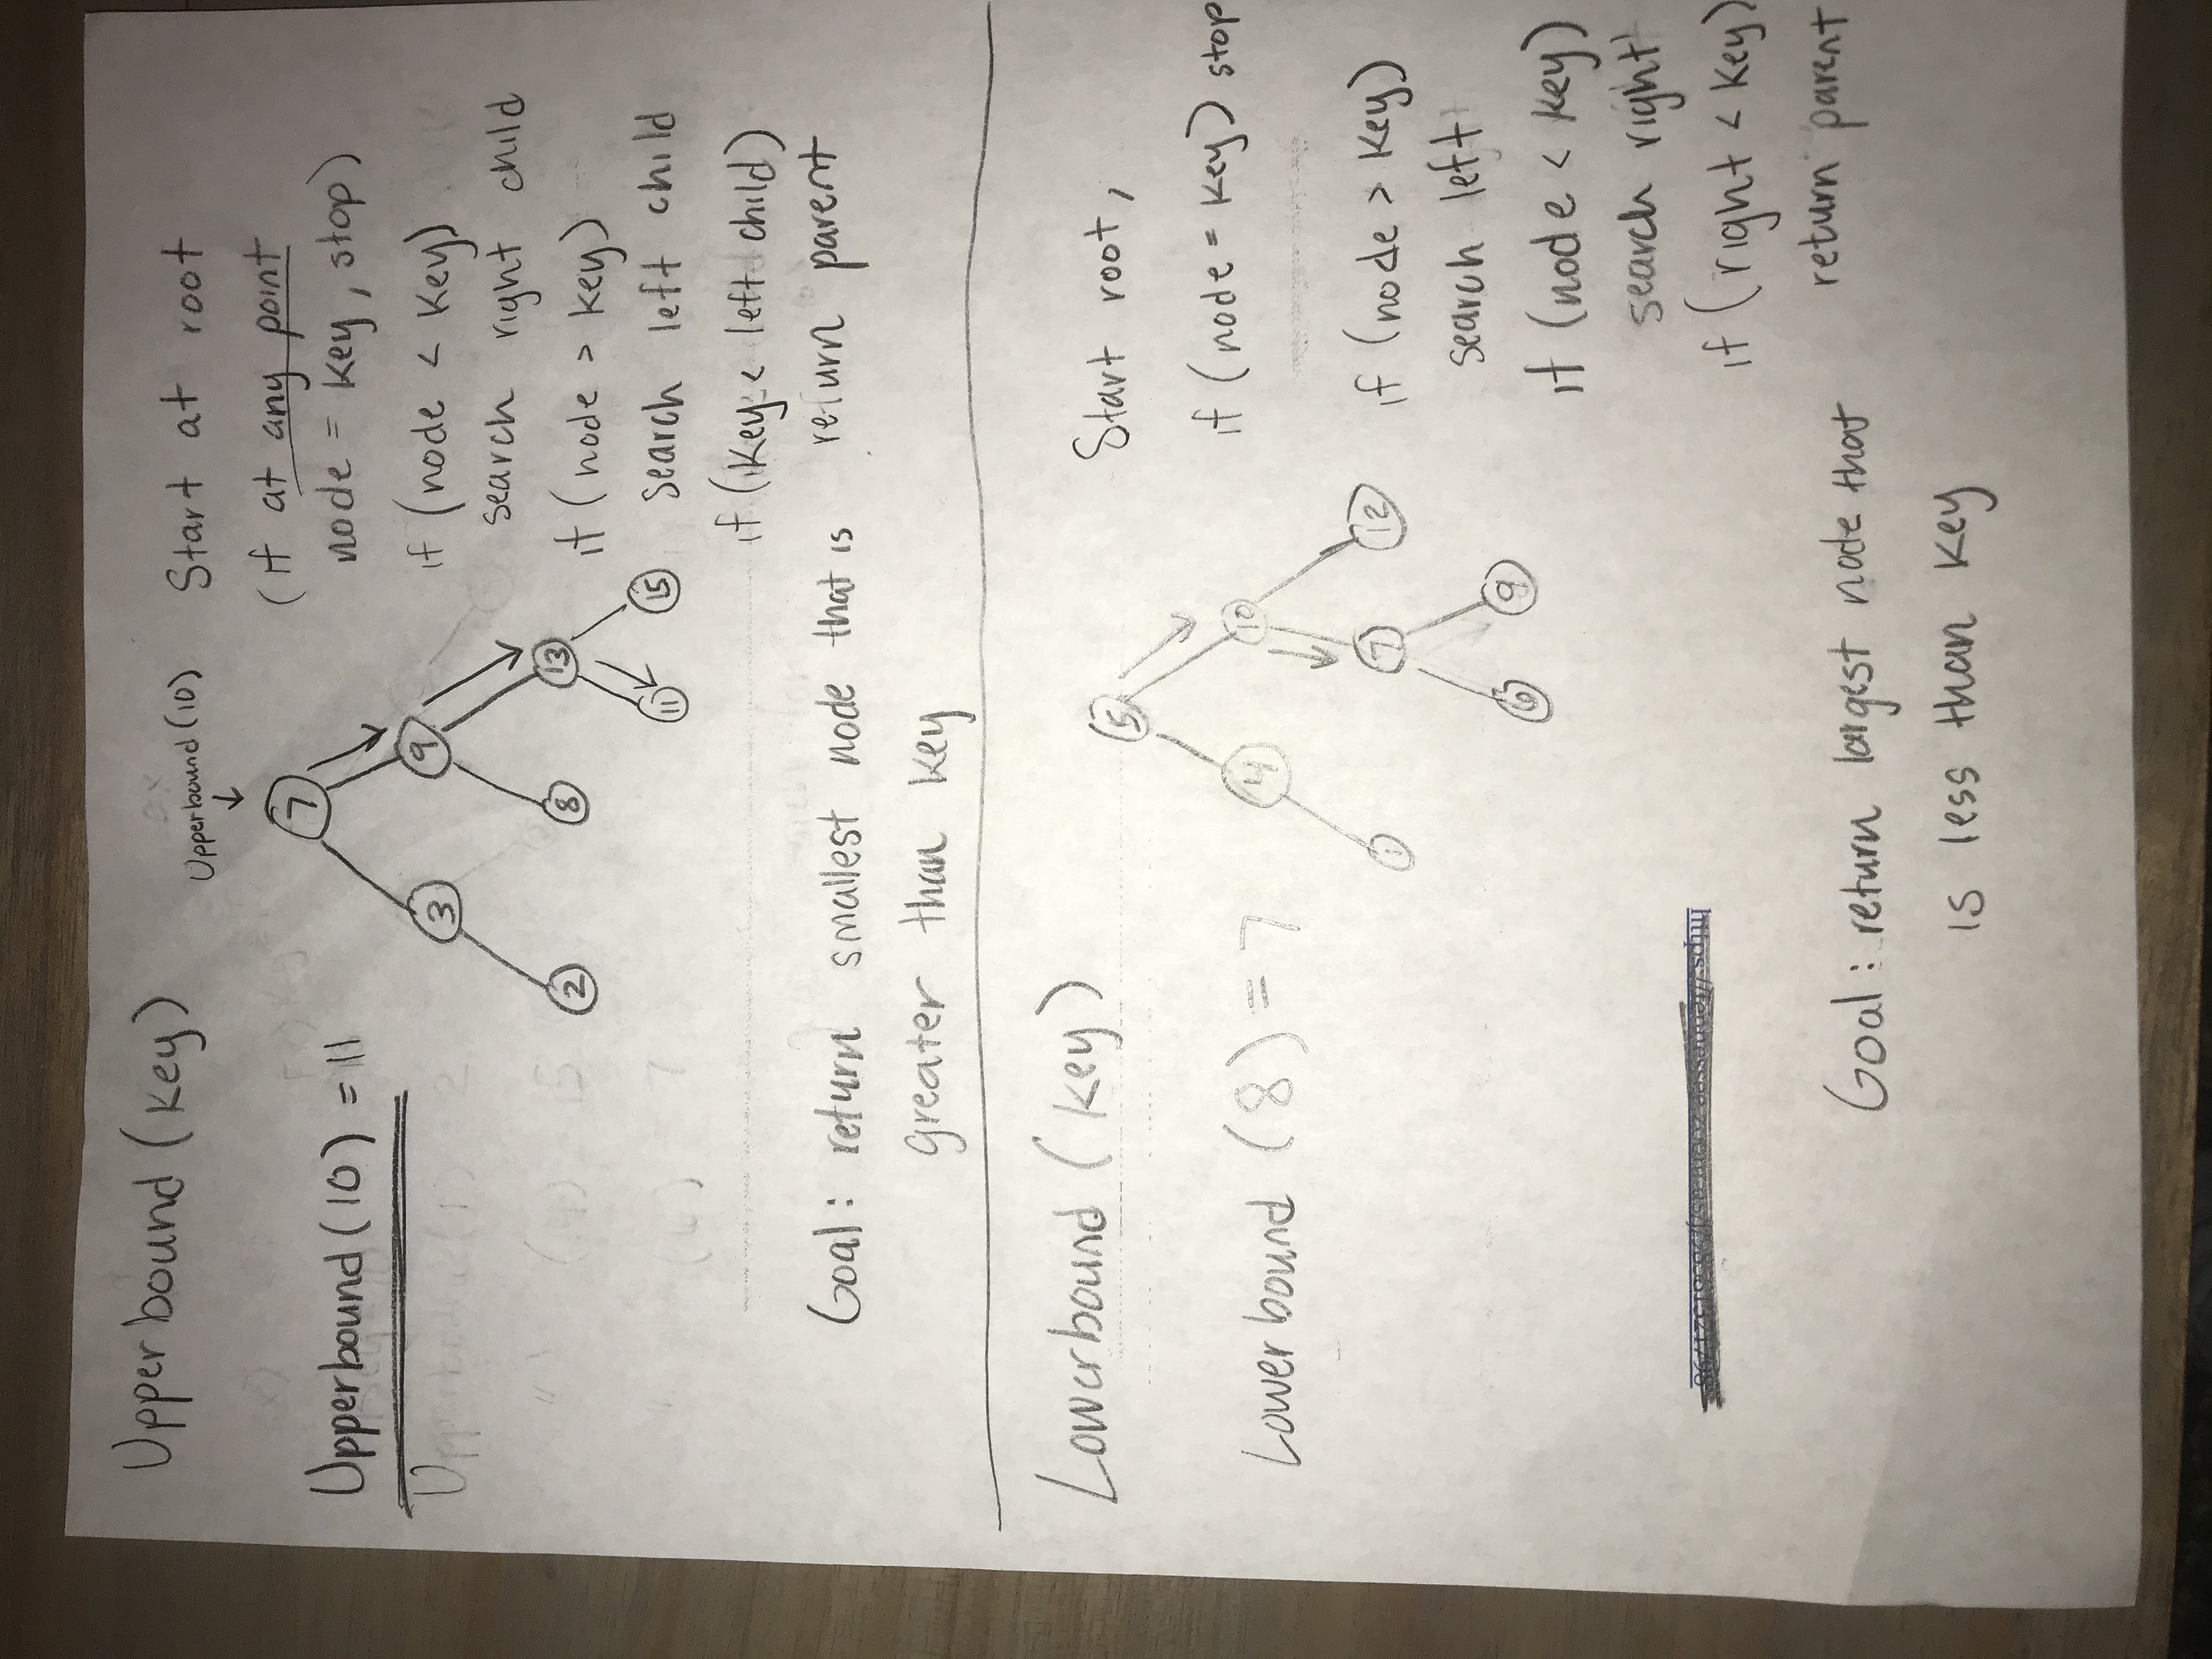 Upperbound (key)
Upperbound (10)
Upperbound (10) = 11
7
3
9
2
8
13
11
15
Start at root
(if at any point
node = key, stop)
if (node < key)
search right child
if (node > key)
search left child
if (key < left child)
return parent
Goal: return smallest node that is
greater than key
Lowerbound (key)
Lowerbound (8) = 7
5
4
10
1
7
12
6
9
Start root,
if (node = key) stop
if (node > key)
search left
if (node < key)
search right
if (right < key)
return parent
Goal: return largest node that
is less than key